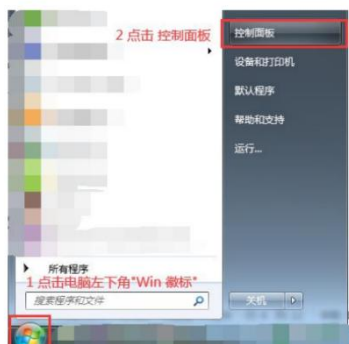 2 点击 控制面板
控制面板
设备和打印机
默认程序
帮助和支持
运行...
所有程序
1 点击电脑左下角"Win 徽标"
搜索程序和文件
关机